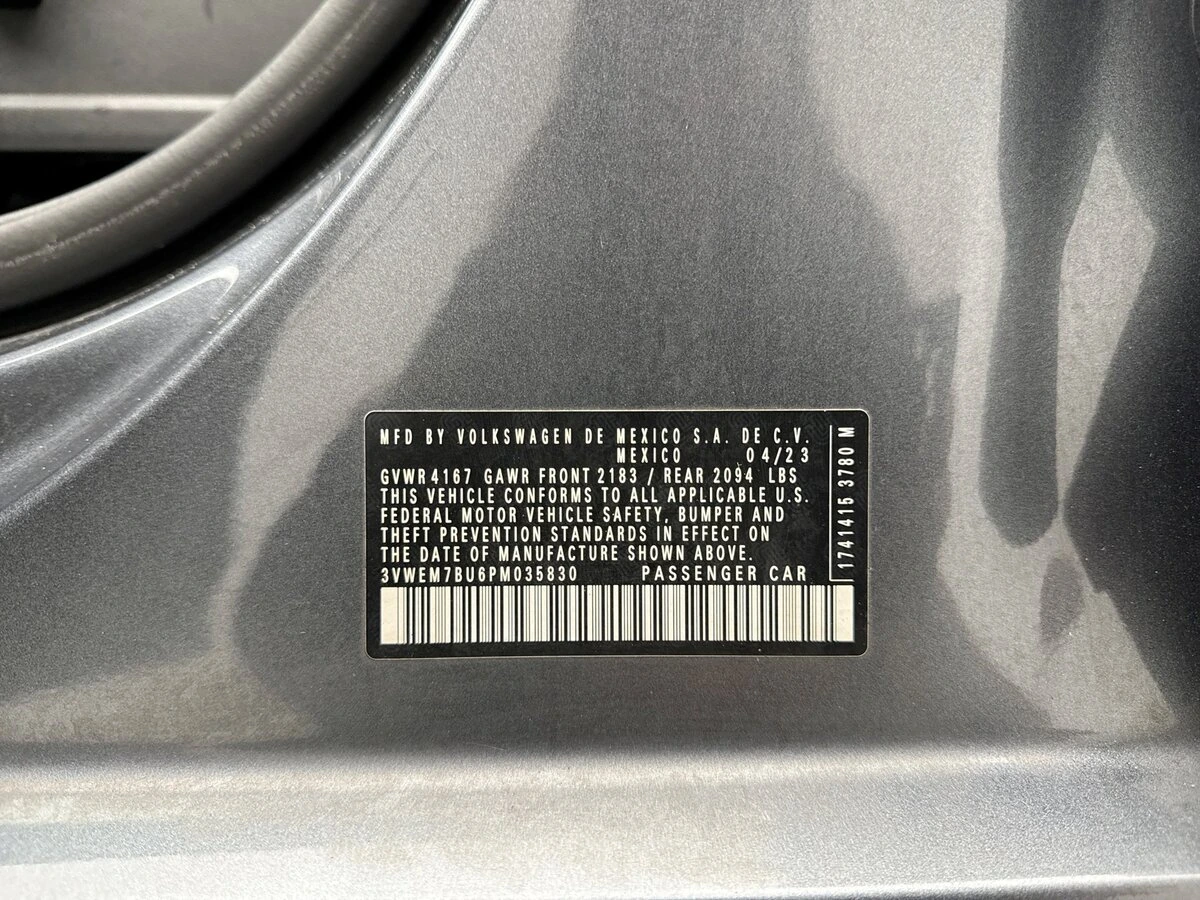 MFD BY VOLKSWAGEN DE MEXICO S.A. DE C.V.
MEXICO 04/23
GVWR 4167 GAWR FRONT 2183 / REAR 2094 LBS
THIS VEHICLE CONFORMS TO ALL APPLICABLE U.S.
FEDERAL MOTOR VEHICLE SAFETY, BUMPER AND
THEFT PREVENTION STANDARDS IN EFFECT ON
THE DATE OF MANUFACTURE SHOWN ABOVE.
3VWEM7BU6PM035830 PASSENGER CAR
1741415 3780 M